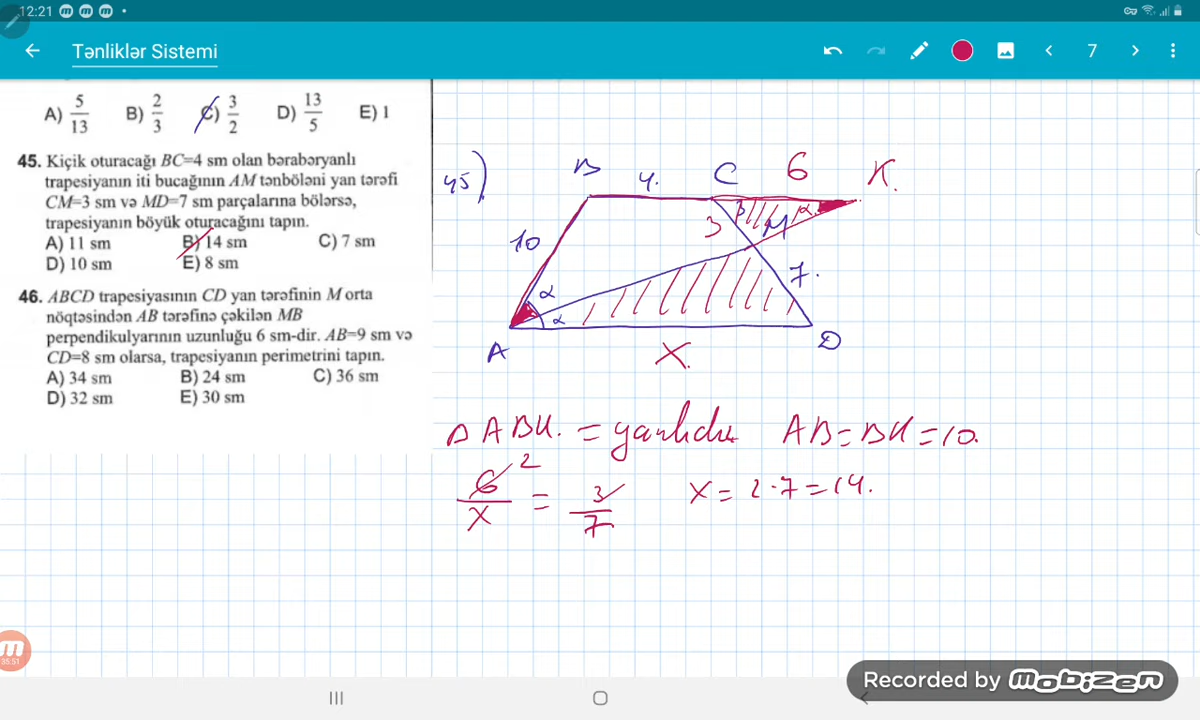 12:21
Tənliklər Sistemi
7
A) 5/13 B) 2/3 C) 3/2 D) 13/5 E) 1
45. Kiçik oturacağı BC=4 sm olan bərabəryanlı
trapesiyanın iti bucağının AM tənböləni yan tərəfi
CM=3 sm və MD=7 sm parçalarına bölərsə,
trapesiyanın böyük oturacağını tapın.
A) 11 sm B) 14 sm C) 7 sm
D) 10 sm E) 8 sm
46. ABCD trapesiyasının CD yan tərəfinin M orta
nöqtəsindən AB tərəfinə çəkilən MB
perpendikulyarının uzunluğu 6 sm-dir. AB=9 sm və
CD=8 sm olarsa, trapesiyanın perimetrini tapın.
A) 34 sm B) 24 sm C) 36 sm
D) 32 sm E) 30 sm
45)
B 4. C 6 K.
3 β M α
10 7.
α
α
A X. D
Δ ABK. = yanlıdır AB=BK=10.
6/x = 3/7 2 x=2·7=14.
35:51
Recorded by mobizen